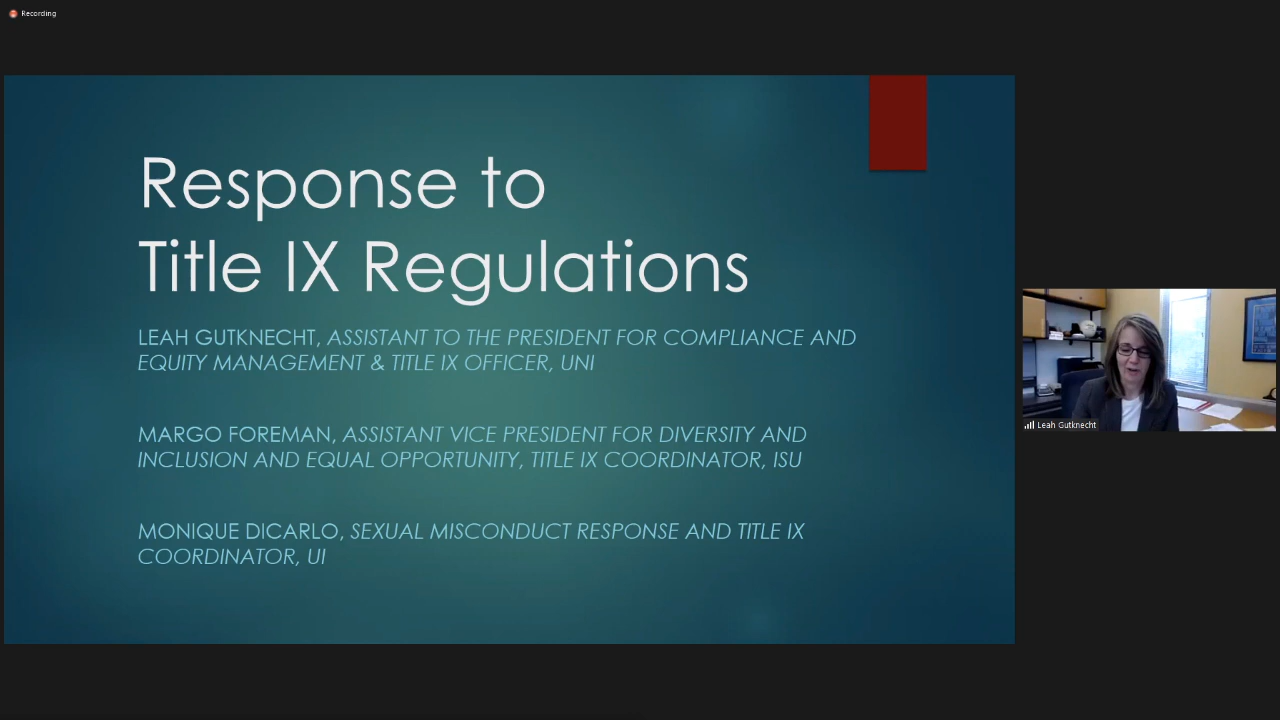 Recording
Response to
Title IX Regulations
LEAH GUTKNECHT, ASSISTANT TO THE PRESIDENT FOR COMPLIANCE AND
EQUITY MANAGEMENT & TITLE IX OFFICER, UNI
MARGO FOREMAN, ASSISTANT VICE PRESIDENT FOR DIVERSITY AND
INCLUSION AND EQUAL OPPORTUNITY, TITLE IX COORDINATOR, ISU
MONIQUE DICARLO, SEXUAL MISCONDUCT RESPONSE AND TITLE IX
COORDINATOR, UI
Leah Gutknecht